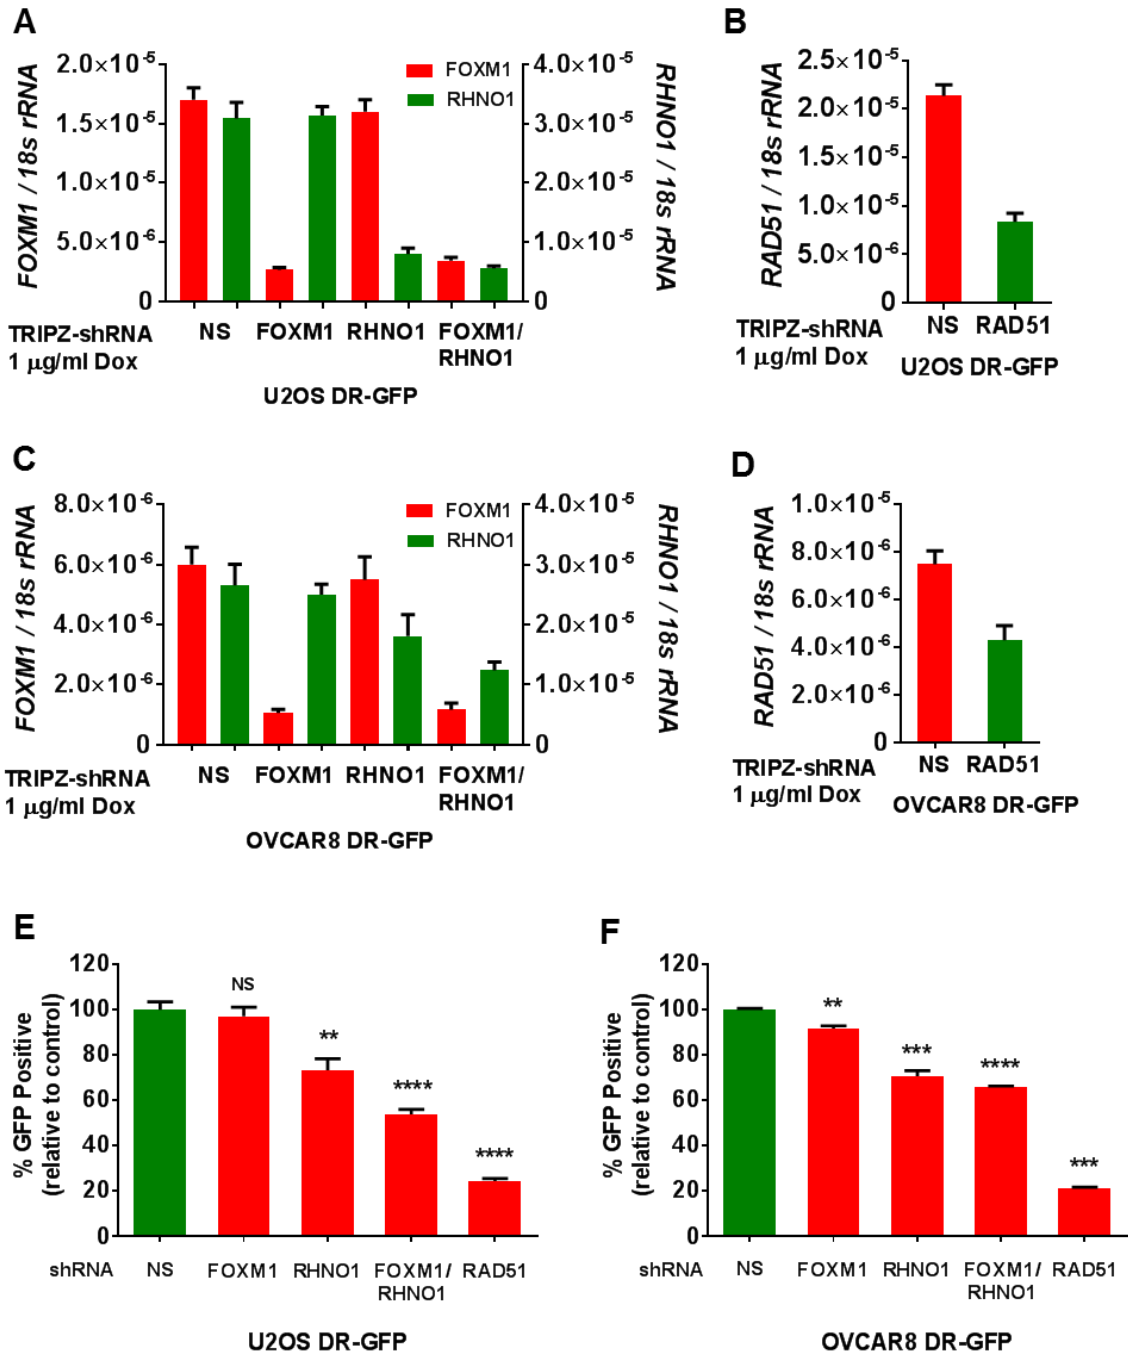 A
FOXM1 / 18s rRNA
2.0×10⁻⁵
1.5×10⁻⁵
1.0×10⁻⁵
5.0×10⁻⁶
0
FOXM1
RHNO1
4.0×10⁻⁵
3.0×10⁻⁵
2.0×10⁻⁵
1.0×10⁻⁵
0
RHNO1 / 18s rRNA
TRIPZ-shRNA
1 μg/ml Dox
NS
FOXM1
RHNO1
FOXM1/
RHNO1
U2OS DR-GFP
B
RAD51 / 18s rRNA
2.5×10⁻⁵
2.0×10⁻⁵
1.5×10⁻⁵
1.0×10⁻⁵
5.0×10⁻⁶
0
TRIPZ-shRNA
1 μg/ml Dox
NS
RAD51
U2OS DR-GFP
C
FOXM1 / 18s rRNA
8.0×10⁻⁶
6.0×10⁻⁶
4.0×10⁻⁶
2.0×10⁻⁶
0
FOXM1
RHNO1
4.0×10⁻⁵
3.0×10⁻⁵
2.0×10⁻⁵
1.0×10⁻⁵
0
RHNO1 / 18s rRNA
TRIPZ-shRNA
1 μg/ml Dox
NS
FOXM1
RHNO1
FOXM1/
RHNO1
OVCAR8 DR-GFP
D
RAD51 / 18s rRNA
1.0×10⁻⁵
8.0×10⁻⁶
6.0×10⁻⁶
4.0×10⁻⁶
2.0×10⁻⁶
0
TRIPZ-shRNA
1 μg/ml Dox
NS
RAD51
OVCAR8 DR-GFP
E
% GFP Positive
(relative to control)
120
100
80
60
40
20
0
NS
**
****
****
shRNA
NS
FOXM1
RHNO1
FOXM1/
RHNO1
RAD51
U2OS DR-GFP
F
% GFP Positive
(relative to control)
120
100
80
60
40
20
0
**
***
****
***
shRNA
NS
FOXM1
RHNO1
FOXM1/
RHNO1
RAD51
OVCAR8 DR-GFP